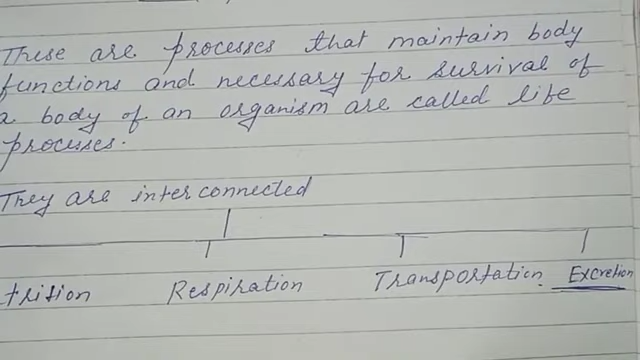 These are processes that maintain body
functions and necessary for survival of
a body of an organism are called life
processes.
They are interconnected
trition Respiration Transportation. Excretion